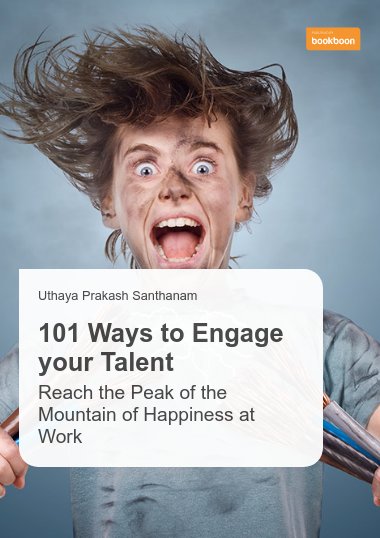 bookboon
Uthaya Prakash Santhanam
101 Ways to Engage
your Talent
Reach the Peak of the
Mountain of Happiness at
Work